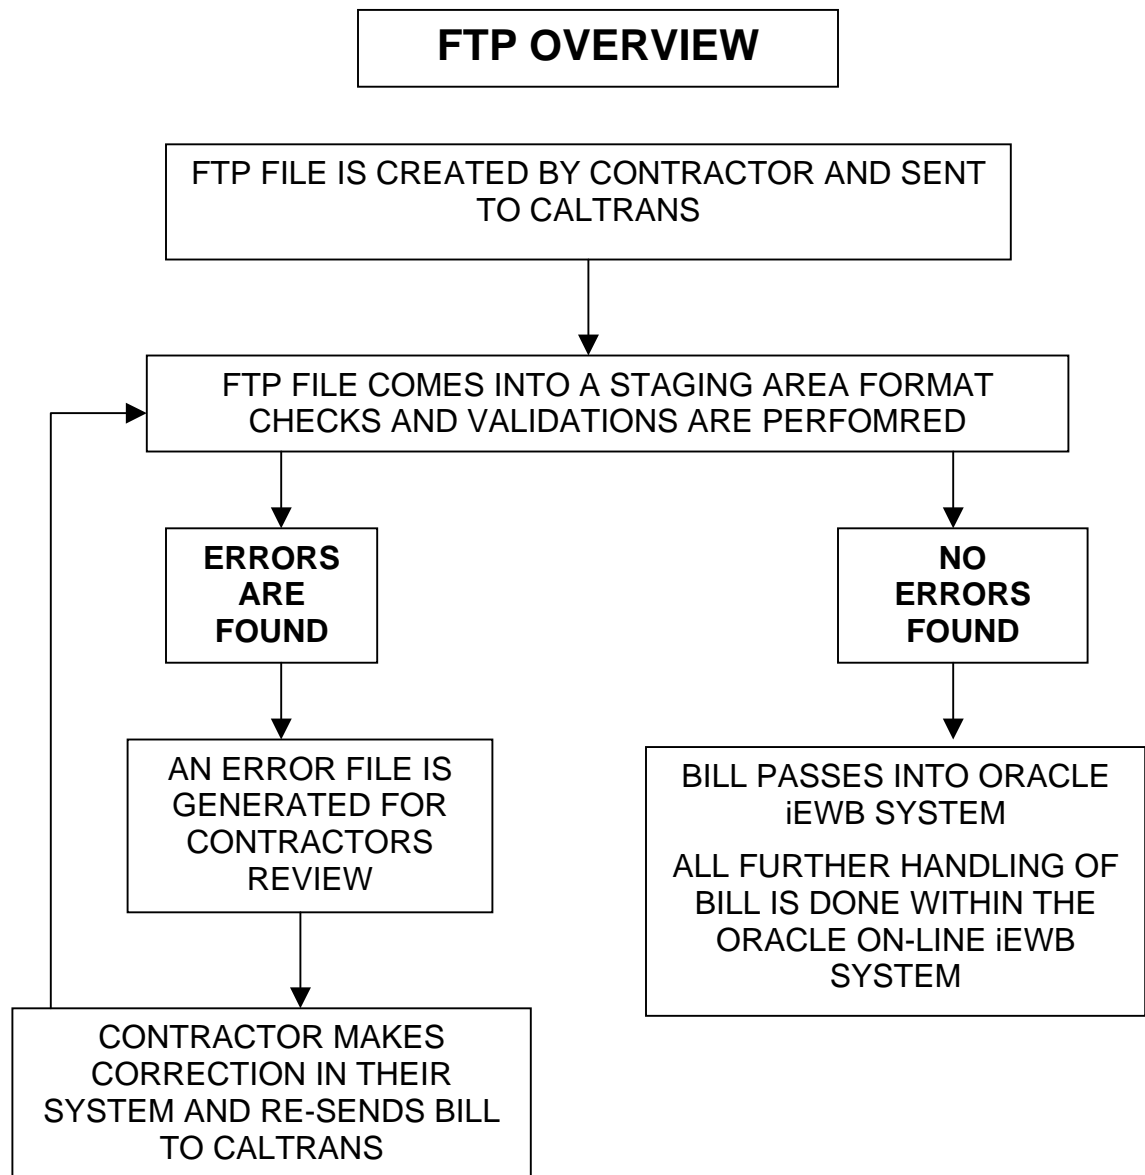 FTP OVERVIEW
FTP FILE IS CREATED BY CONTRACTOR AND SENT
TO CALTRANS
FTP FILE COMES INTO A STAGING AREA FORMAT
CHECKS AND VALIDATIONS ARE PERFOMRED
ERRORS
ARE
FOUND
NO
ERRORS
FOUND
AN ERROR FILE IS
GENERATED FOR
CONTRACTORS
REVIEW
BILL PASSES INTO ORACLE
iEWB SYSTEM
ALL FURTHER HANDLING OF
BILL IS DONE WITHIN THE
ORACLE ON-LINE iEWB
SYSTEM
CONTRACTOR MAKES
CORRECTION IN THEIR
SYSTEM AND RE-SENDS BILL
TO CALTRANS